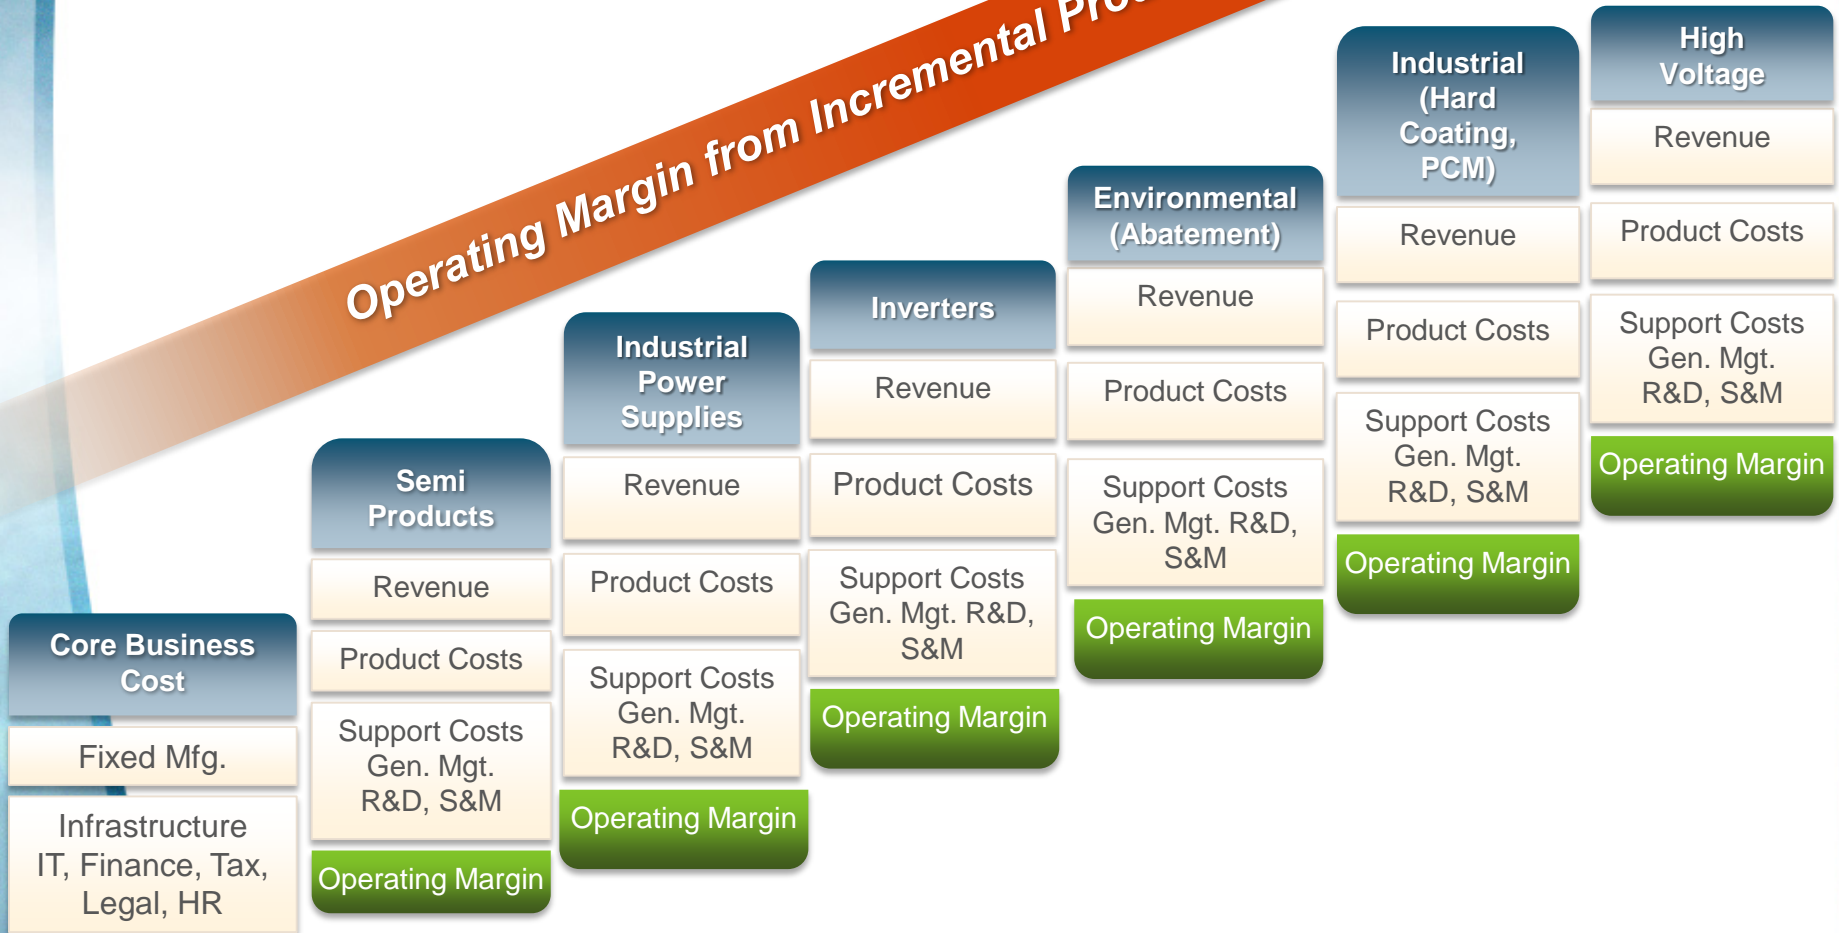 Operating Margin from Incremental
Core Business
Cost
Fixed Mfg.
Infrastructure
IT, Finance, Tax,
Legal, HR
Semi
Products
Revenue
Product Costs
Support Costs
Gen. Mgt.
R&D, S&M
Operating Margin
Industrial
Power
Supplies
Revenue
Product Costs
Support Costs
Gen. Mgt.
R&D, S&M
Operating Margin
Inverters
Revenue
Product Costs
Support Costs
Gen. Mgt. R&D,
S&M
Operating Margin
Environmental
(Abatement)
Revenue
Product Costs
Support Costs
Gen. Mgt. R&D,
S&M
Operating Margin
Industrial
(Hard
Coating,
PCM)
Revenue
Product Costs
Support Costs
Gen. Mgt.
R&D, S&M
Operating Margin
High
Voltage
Revenue
Product Costs
Support Costs
Gen. Mgt.
R&D, S&M
Operating Margin